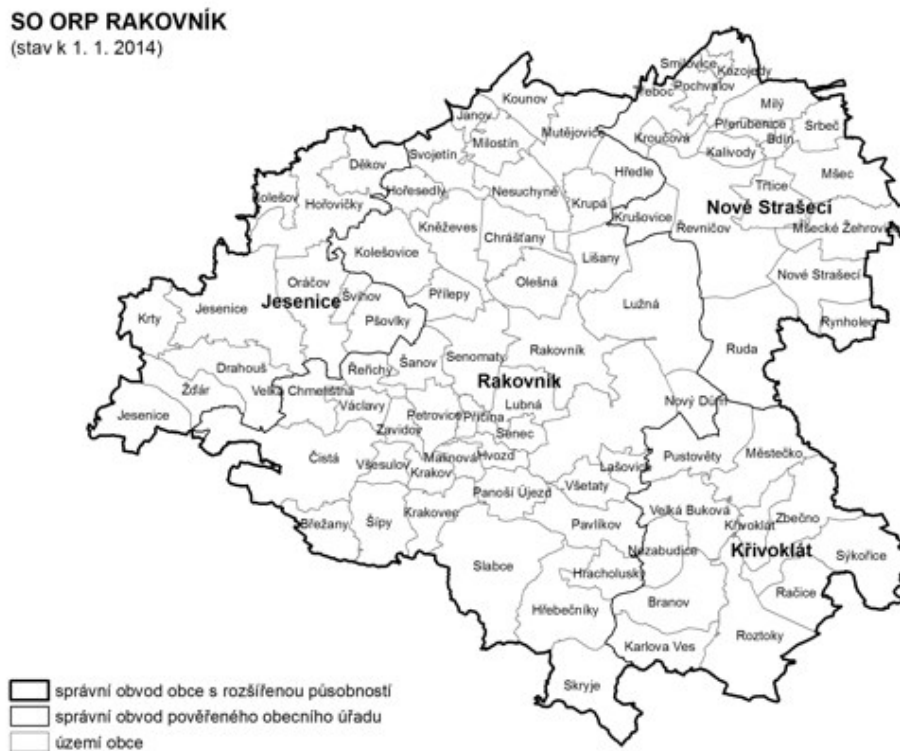 SO ORP RAKOVNÍK
(stav k 1. 1. 2014)
Smilovice
Kozojedy
Třeboc
Pochvalov
Kounov
Janov
Milý
Milostín
Mutějovice
Kroučová
Přerubenice
Bdín
Srbeč
Svojetín
Kalivody
Děkov
Hředle
Mšec
Hořesedly
Nesuchyně
Třtice
Kolešov
Hořovičky
Krupá
Nové Strašecí
Krušovice
Kněževes
Řevničov
Mšecké Žehrovice
Chrášťany
Kolešovice
Lišany
Nové Strašecí
Oráčov
Olešná
Jesenice
Švihov
Přílepy
Lužná
Jesenice
Krty
Pšovlky
Rynholec
Rakovník
Ruda
Senomaty
Šanov
Drahouš
Řeřichy
Rakovník
Žďár
Velká Chmelištná
Nový Dům
Václavy
Lubná
Jesenice
Petrovice
Příčina
Zavidov
Senec
Malinová
Hvozd
Městečko
Čistá
Pustověty
Všesulov
Krakov
Lašovice
Všetaty
Panoší Újezd
Velká Buková
Krakovec
Zbečno
Břežany
Šípy
Pavlíkov
Křivoklát
Křivoklát
Nezabudice
Sýkořice
Slabce
Hracholusky
Račice
Branov
Hřebečníky
Roztoky
Karlova Ves
Skryje
správní obvod obce s rozšířenou působností
správní obvod pověřeného obecního úřadu
území obce